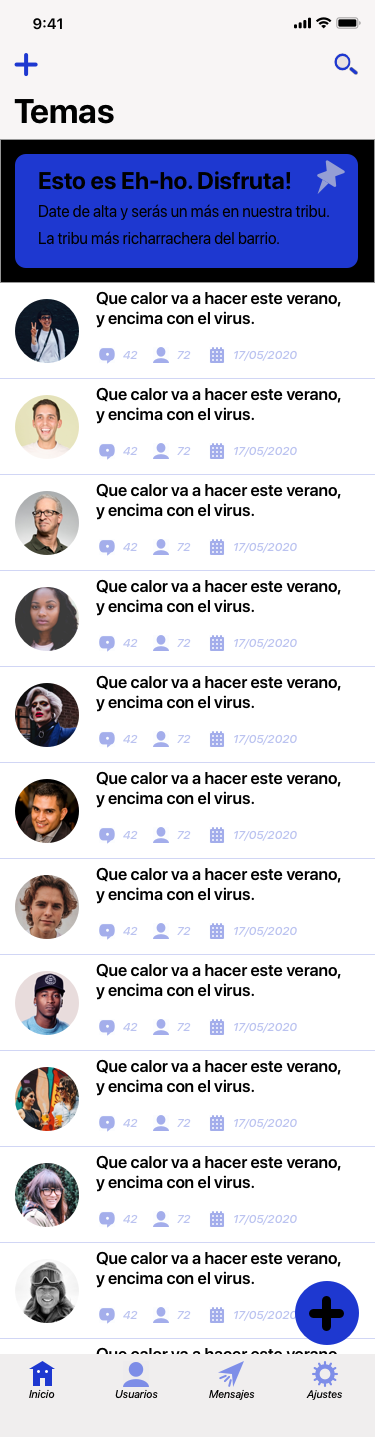 9:41
Temas
Esto es Eh-ho. Disfruta!
Date de alta y serás un más en nuestra tribu.
La tribu más richarrachera del barrio.
Que calor va a hacer este verano,
y encima con el virus.
42 72 17/05/2020
Que calor va a hacer este verano,
y encima con el virus.
42 72 17/05/2020
Que calor va a hacer este verano,
y encima con el virus.
42 72 17/05/2020
Que calor va a hacer este verano,
y encima con el virus.
42 72 17/05/2020
Que calor va a hacer este verano,
y encima con el virus.
42 72 17/05/2020
Que calor va a hacer este verano,
y encima con el virus.
42 72 17/05/2020
Que calor va a hacer este verano,
y encima con el virus.
42 72 17/05/2020
Que calor va a hacer este verano,
y encima con el virus.
42 72 17/05/2020
Que calor va a hacer este verano,
y encima con el virus.
42 72 17/05/2020
Que calor va a hacer este verano,
y encima con el virus.
42 72 17/05/2020
Que calor va a hacer este verano,
y encima con el virus.
42 72 17/05/2020
Que calor va a hacer este verano,
Inicio Usuarios Mensajes Ajustes